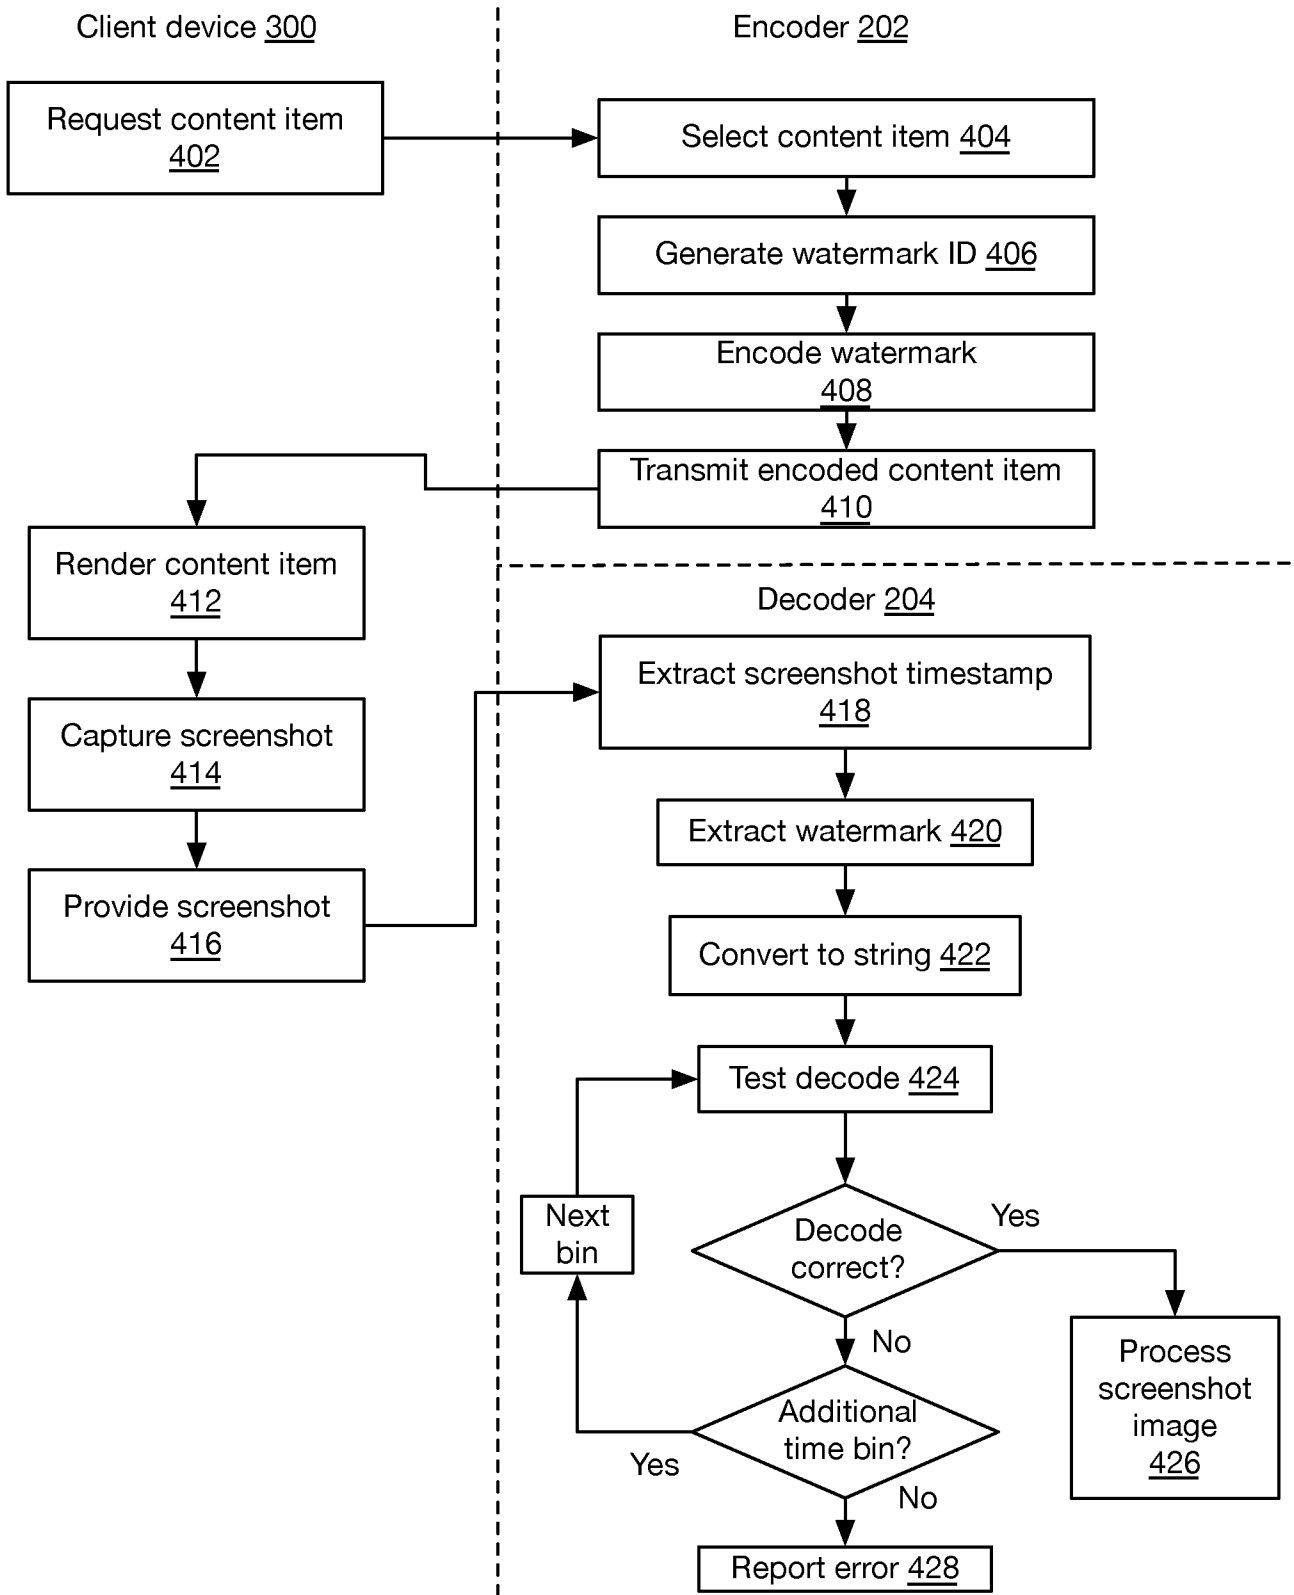 Client device 300
Encoder 202
Request content item
402
Select content item 404
Generate watermark ID 406
Encode watermark
408
Transmit encoded content item
410
Render content item
412
Capture screenshot
414
Provide screenshot
416
Decoder 204
Extract screenshot timestamp
418
Extract watermark 420
Convert to string 422
Test decode 424
Next
bin
Decode
correct?
Yes
No
Process
screenshot
image
426
Additional
time bin?
Yes
No
Report error 428